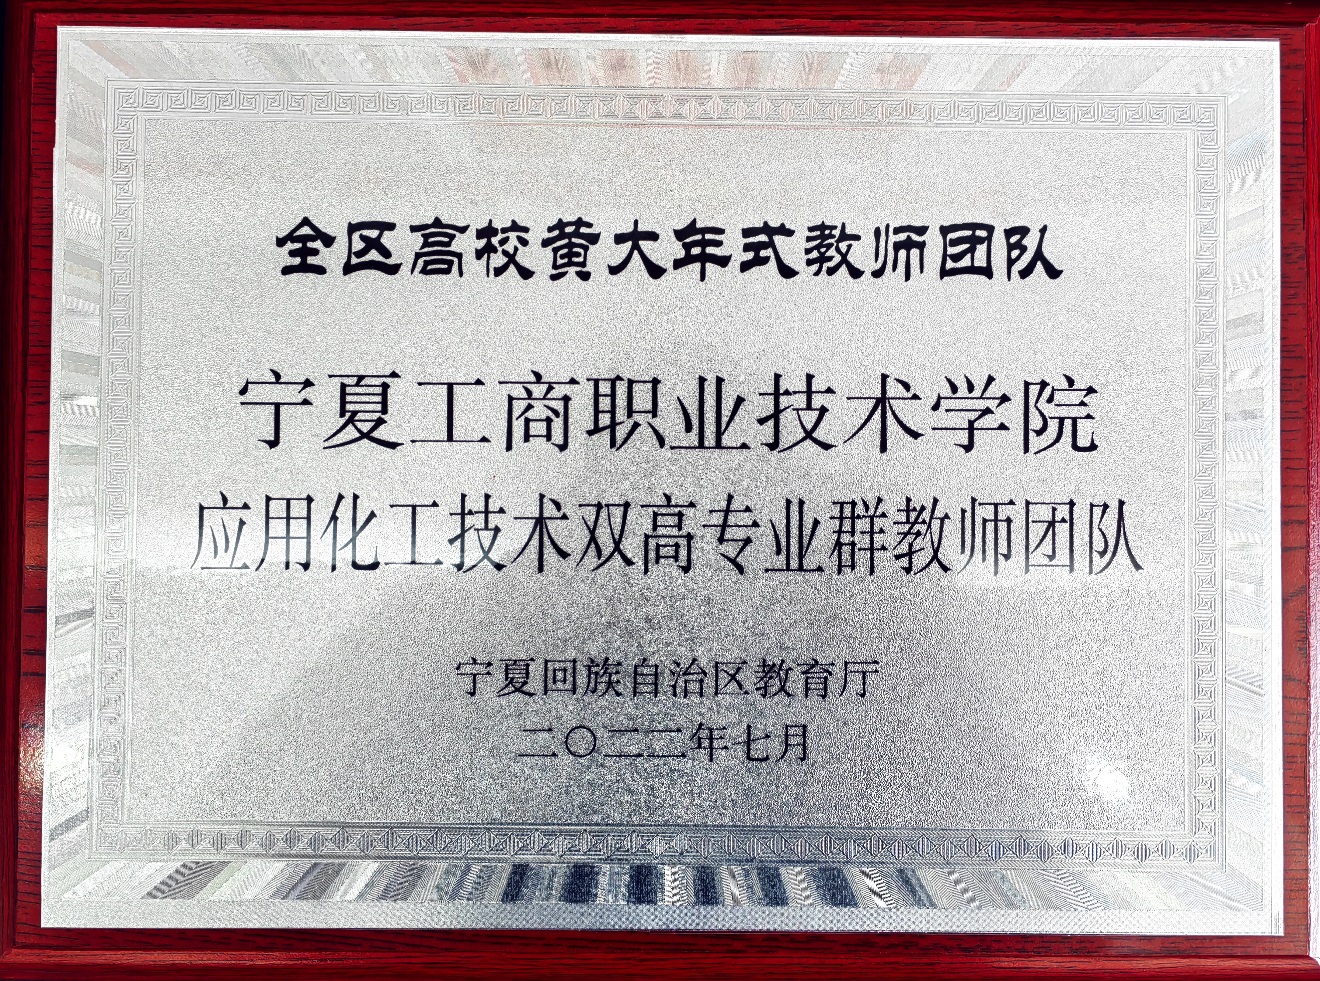 全区高校黄大年式教师团队
宁夏工商职业技术学院
应用化工技术双高专业群教师团队
宁夏回族自治区教育厅
二〇二二年七月